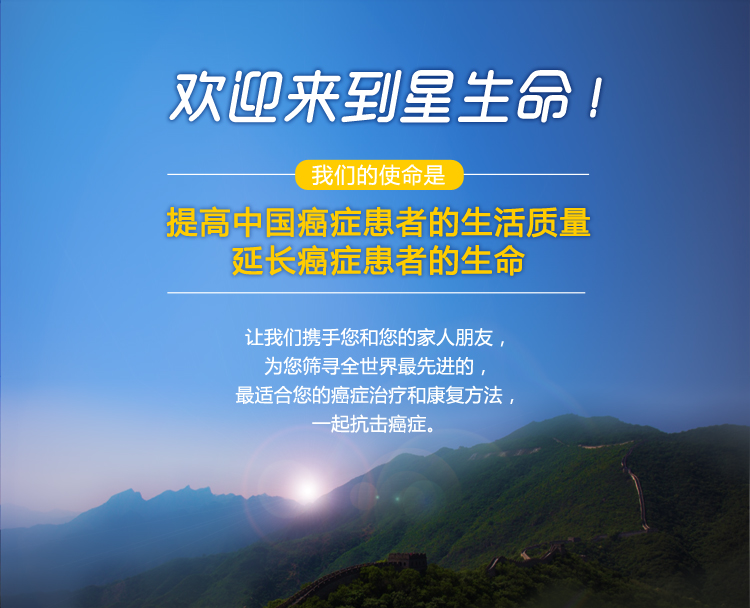 欢迎来到星生命！
我们的使命是
提高中国癌症患者的生活质量
延长癌症患者的生命
让我们携手您和您的家人朋友，
为您筛寻全世界最先进的，
最适合您的癌症治疗和康复方法，
一起抗击癌症。